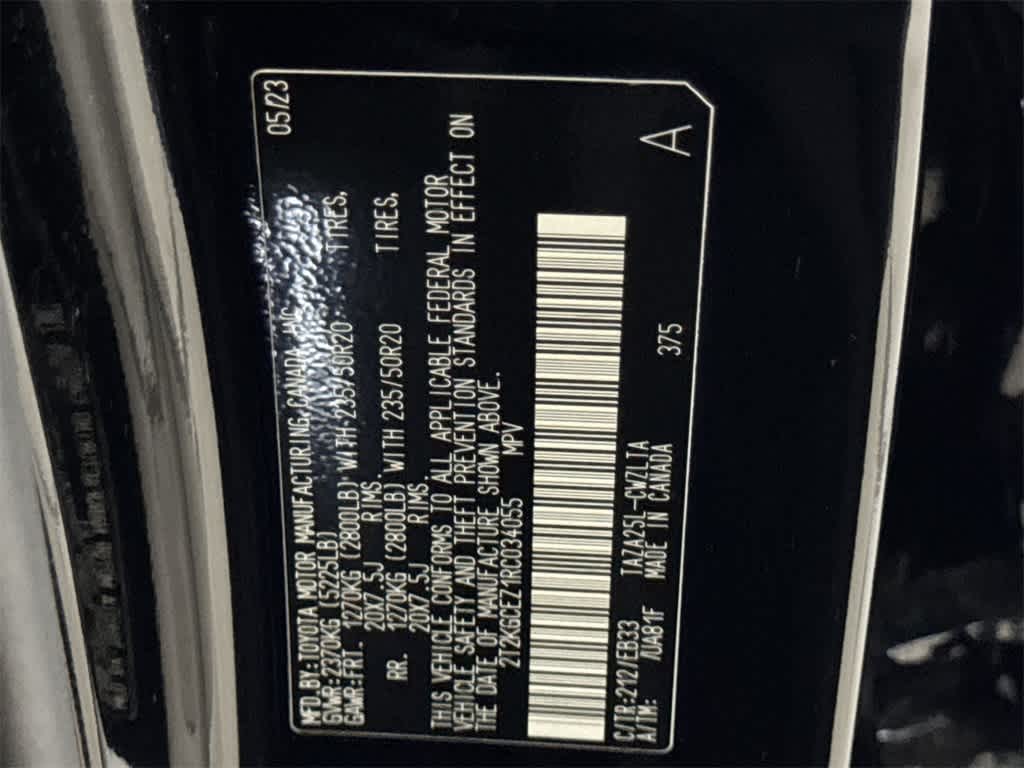 MFD.BY:TOYOTA MOTOR MANUFACTURING CANADA INC. 05/23
GVWR:2370KG (5225LB)
GAWR:FRT. 1270KG (2800LB) WITH 235/50R20 TIRES,
20X7.5J RIMS.
RR. 1270KG (2800LB) WITH 235/50R20 TIRES,
20X7.5J RIMS
THIS VEHICLE CONFORMS TO ALL APPLICABLE FEDERAL MOTOR
VEHICLE SAFETY AND THEFT PREVENTION STANDARDS IN EFFECT ON
THE DATE OF MANUFACTURE SHOWN ABOVE.
2T2KGCEZ7RC034055 MPV
C/TR:212/EB33 TAZA25L-CWZLTA 375 A
A/TM: /UA81F MADE IN CANADA